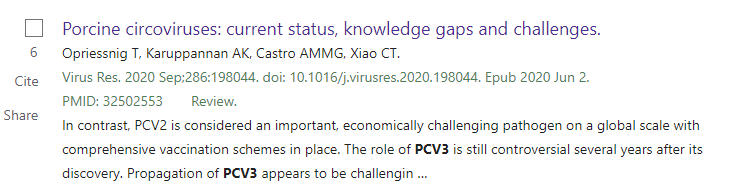 Porcine circoviruses: current status, knowledge gaps and challenges.
6
Opriessnig T, Karuppannan AK, Castro AMMG, Xiao CT.
Cite
Virus Res. 2020 Sep;286:198044. doi: 10.1016/j.virusres.2020.198044. Epub 2020 Jun 2.
PMID: 32502553 Review.
Share
In contrast, PCV2 is considered an important, economically challenging pathogen on a global scale with
comprehensive vaccination schemes in place. The role of PCV3 is still controversial several years after its
discovery. Propagation of PCV3 appears to be challengin ...